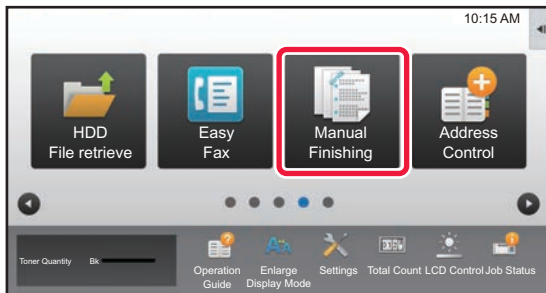 10:15 AM
HDD
File retrieve
Easy
Fax
Manual
Finishing
Address
Control
Toner Quantity Bk
Operation
Guide
Enlarge
Display Mode
Settings
Total Count
LCD Control
Job Status